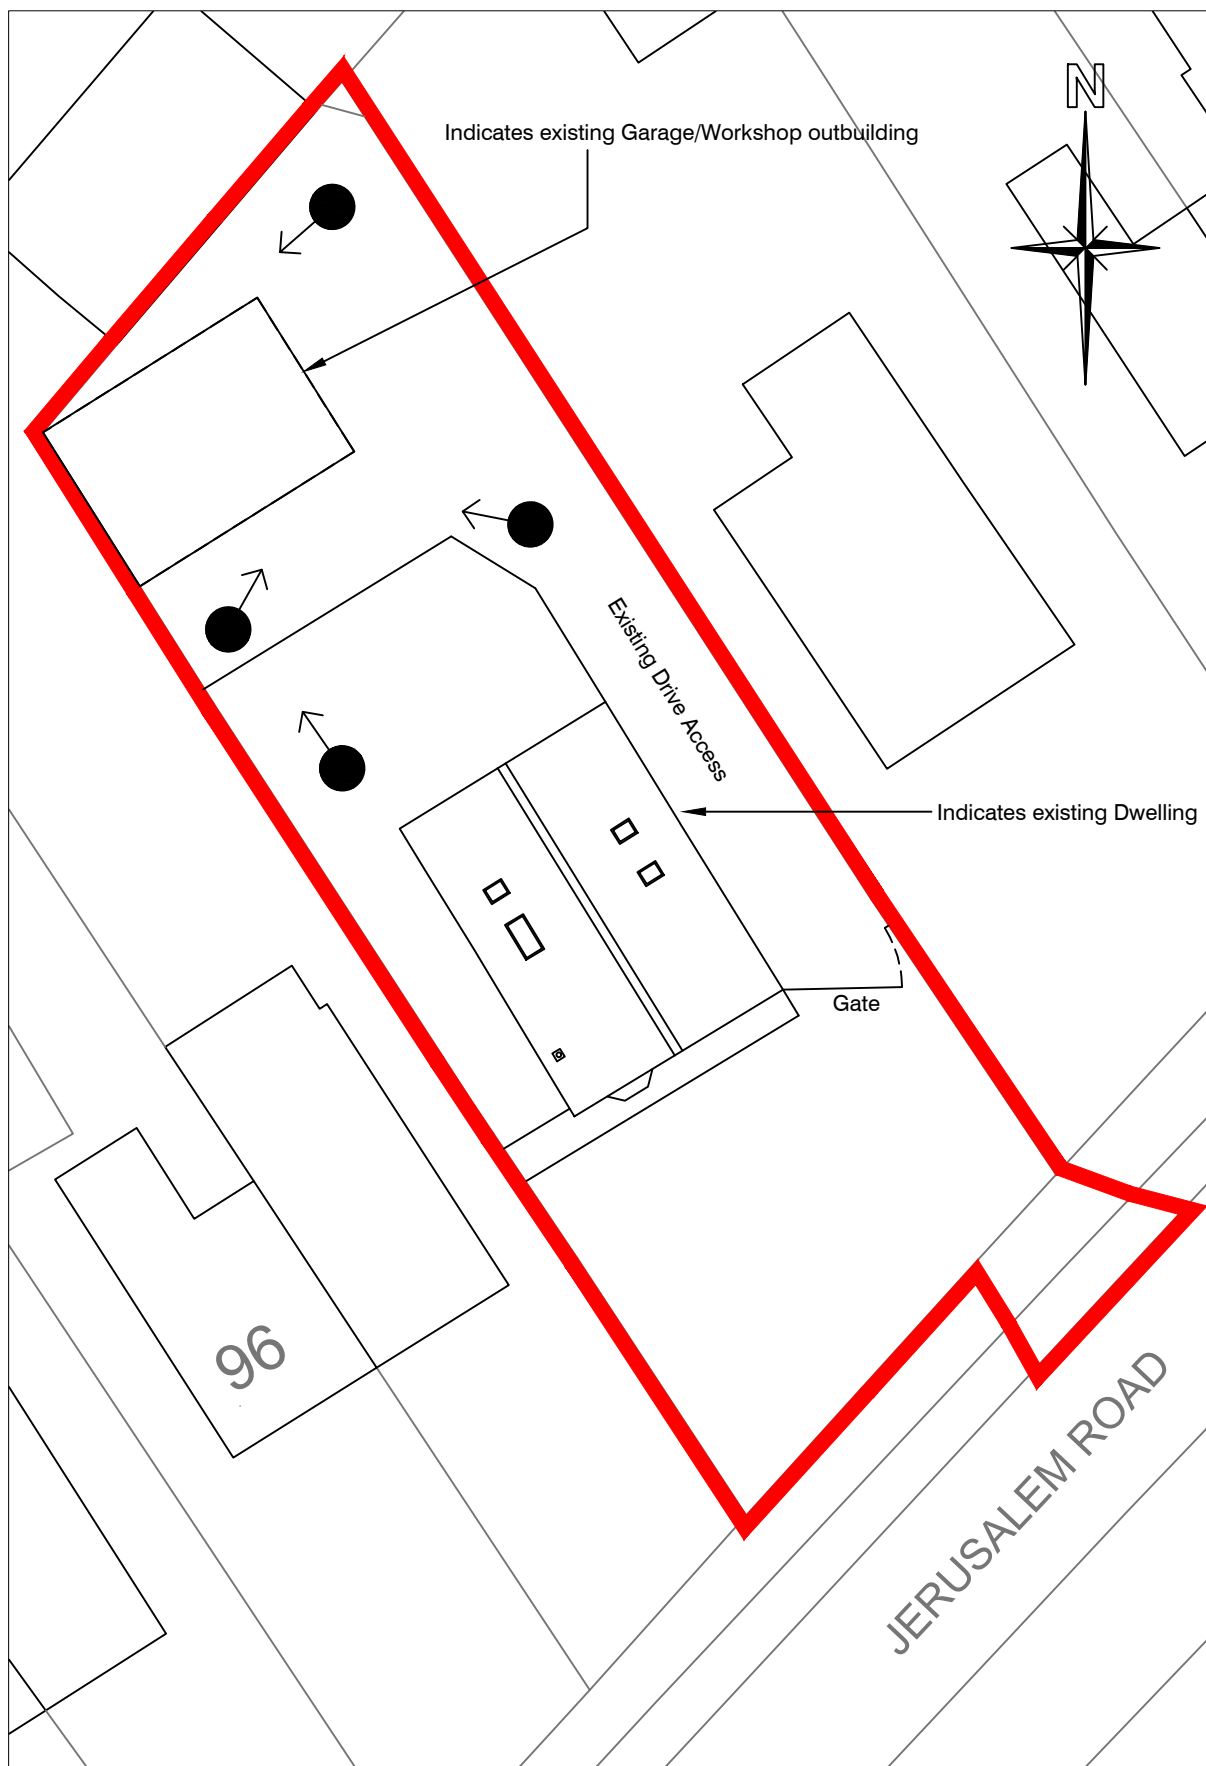 N
Indicates existing Garage/Workshop outbuilding
Existing Drive Access
Indicates existing Dwelling
Gate
96
JERUSALEM ROAD